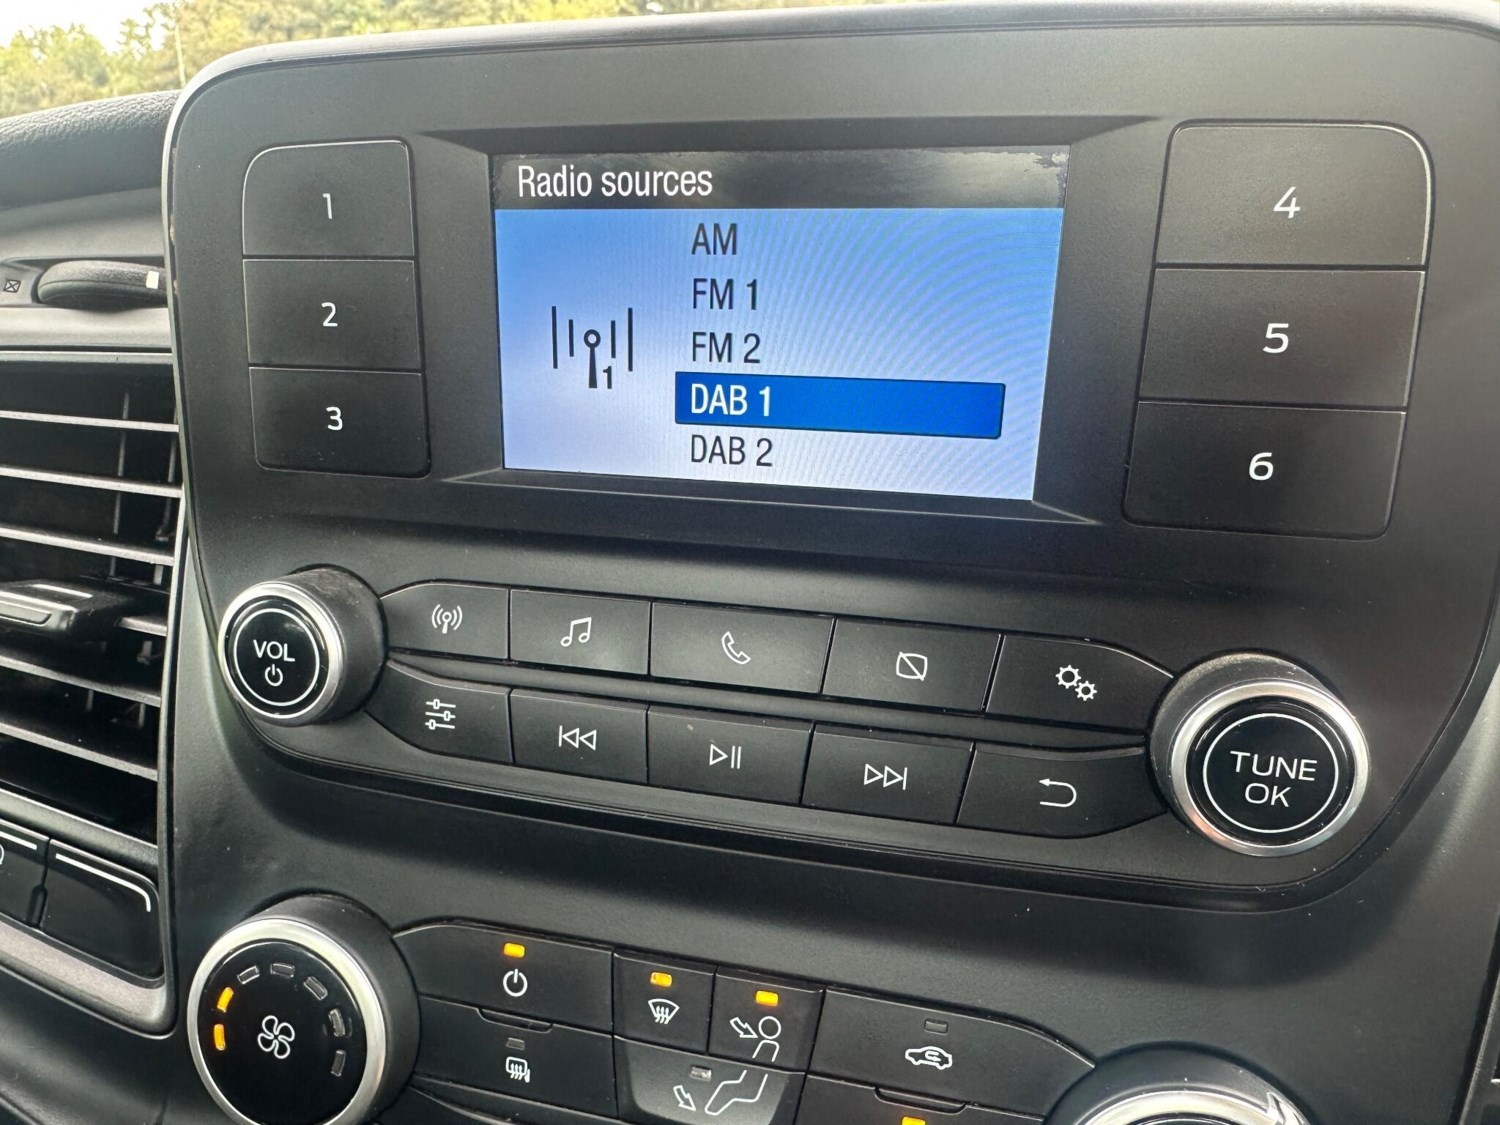 Radio sources
AM
FM 1
FM 2
DAB 1
DAB 2
1
1
2
3
4
5
6
VOL
TUNE
OK